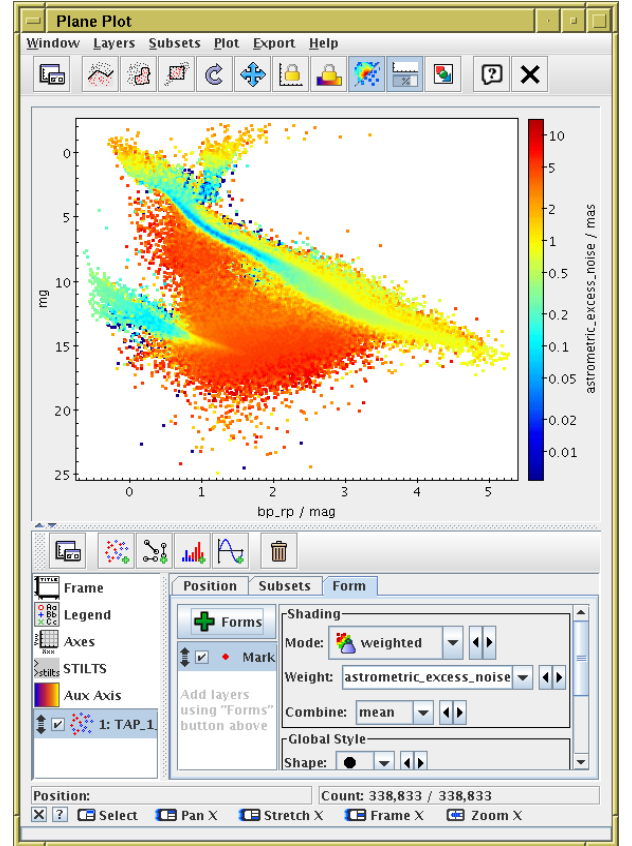 Plane Plot
Window Layers Subsets Plot Export Help
0
5
10
15
20
25
mg
0 1 2 3 4 5
bp_rp / mag
10
5
2
1
0.5
0.2
0.1
0.05
0.02
0.01
astrometric_excess_noise / mas
Frame
Legend
Axes
STILTS
Aux Axis
1: TAP_1_
Position Subsets Form
Forms
Mark
Add layers
using "Forms"
button above
Shading
Mode: weighted
Weight: astrometric_excess_noise
Combine: mean
Global Style
Shape:
Position: Count: 338,833 / 338,833
Select Pan X Stretch X Frame X Zoom X